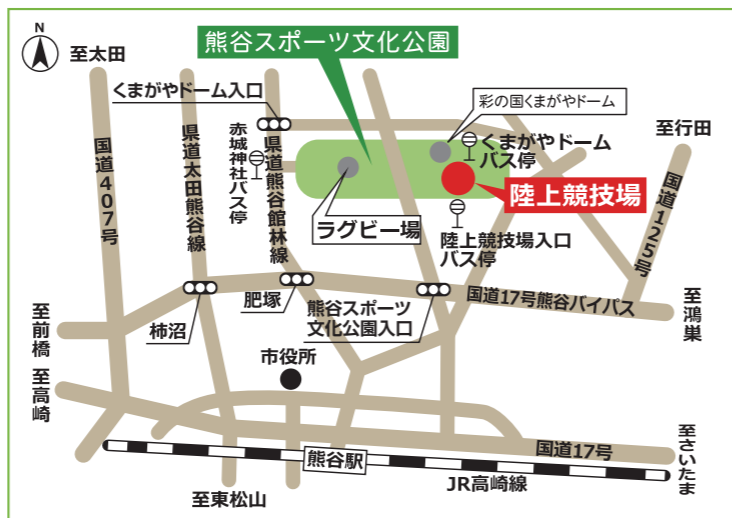 N
至太田
熊谷スポーツ文化公園
くまがやドーム入口
彩の国くまがやドーム
至行田
国道407号
県道太田熊谷線
赤城神社バス停
県道熊谷館林線
くまがやドーム
バス停
国道125号
ラグビー場
陸上競技場
陸上競技場入口
バス停
肥塚
熊谷スポーツ
文化公園入口
国道17号熊谷バイパス
至前橋
柿沼
至鴻巣
市役所
至高崎
国道17号
至さいたま
熊谷駅
JR高崎線
至東松山